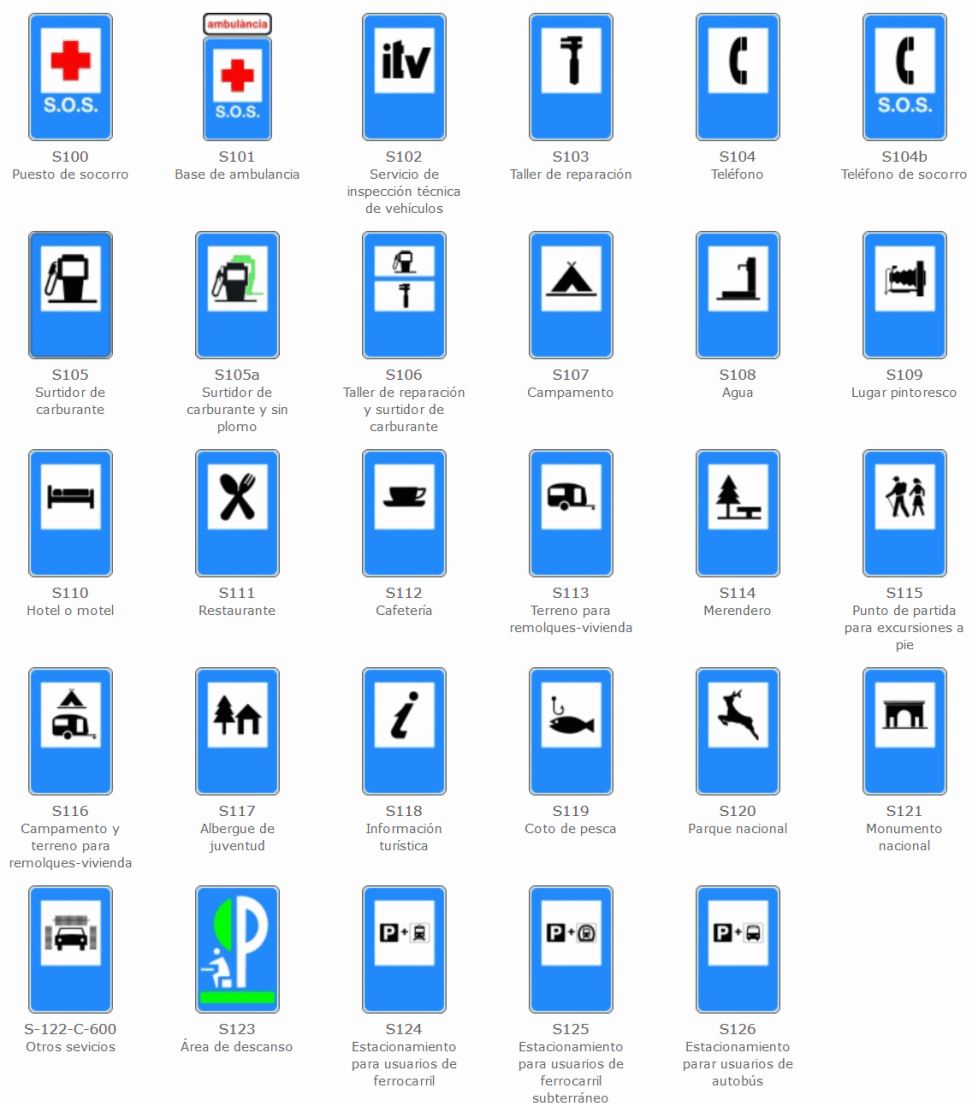 ambulància
S.O.S.
S.O.S.
itv
S.O.S.
S100
Puesto de socorro
S101
Base de ambulancia
S102
Servicio de
inspección técnica
de vehículos
S103
Taller de reparación
S104
Teléfono
S104b
Teléfono de socorro
S105
Surtidor de
carburante
S105a
Surtidor de
carburante y sin
plomo
S106
Taller de reparación
y surtidor de
carburante
S107
Campamento
S108
Agua
S109
Lugar pintoresco
S110
Hotel o motel
S111
Restaurante
S112
Cafetería
S113
Terreno para
remolques-vivienda
S114
Merendero
S115
Punto de partida
para excursiones a
pie
i
S116
Campamento y
terreno para
remolques-vivienda
S117
Albergue de
juventud
S118
Información
turística
S119
Coto de pesca
S120
Parque nacional
S121
Monumento
nacional
P
P+
P+
P+
S-122-C-600
Otros sevicios
S123
Área de descanso
S124
Estacionamiento
para usuarios de
ferrocarril
S125
Estacionamiento
para usuarios de
ferrocarril
subterráneo
S126
Estacionamiento
parar usuarios de
autobús